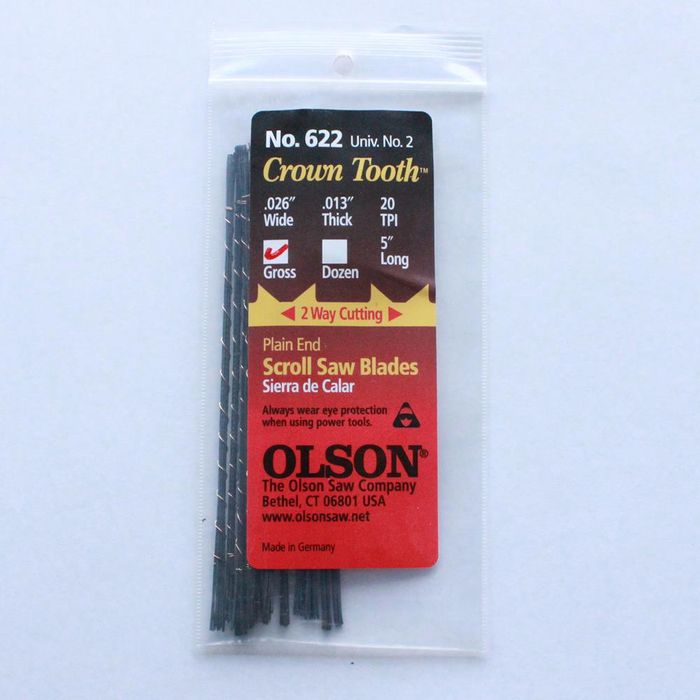 No. 622 Univ. No. 2
Crown Tooth™
.026″ .013″ 20
Wide Thick TPI
5″
Gross Dozen Long
2 Way Cutting
Plain End
Scroll Saw Blades
Sierra de Calar
Always wear eye protection
when using power tools.
OLSON®
The Olson Saw Company
Bethel, CT 06801 USA
www.olsonsaw.net
Made in Germany